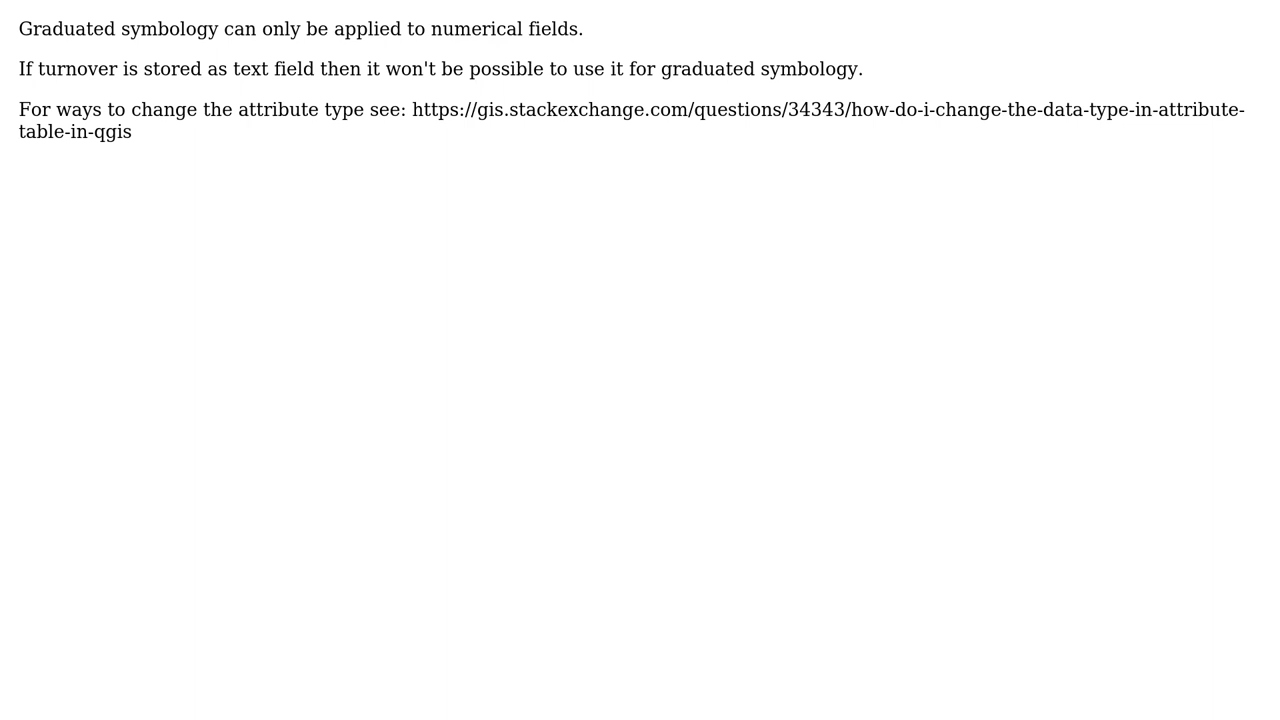 Graduated symbology can only be applied to numerical fields.
If turnover is stored as text field then it won't be possible to use it for graduated symbology.
For ways to change the attribute type see: https://gis.stackexchange.com/questions/34343/how-do-i-change-the-data-type-in-attribute-
table-in-qgis